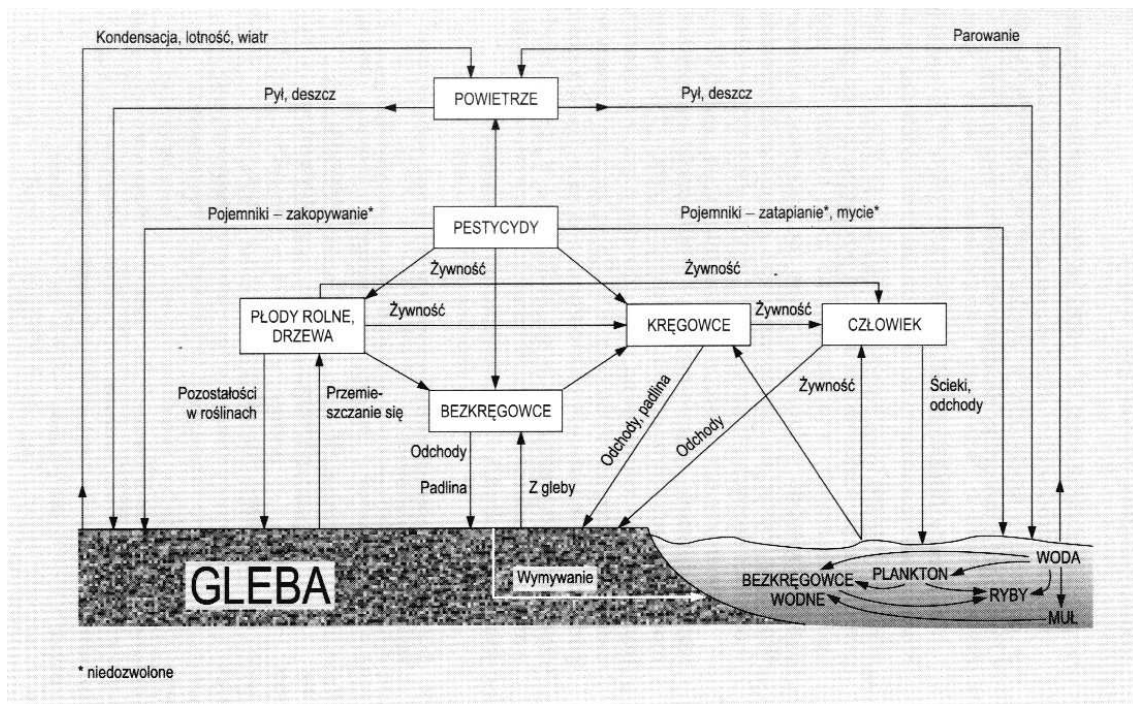 Kondensacja, lotność, wiatr
Parowanie
POWIETRZE
Pył, deszcz
Pył, deszcz
Pojemniki – zakopywanie*
PESTYCYDY
Pojemniki – zatapianie*, mycie*
Żywność
Żywność
PŁODY ROLNE,
DRZEWA
Żywność
KRĘGOWCE
Żywność
CZŁOWIEK
Pozostałości
w roślinach
Przemie-
szczanie się
BEZKRĘGOWCE
Odchody, padlina
Odchody
Żywność
Ścieki,
odchody
Odchody
Padlina
Z gleby
GLEBA
Wymywanie
WODA
PLANKTON
BEZKRĘGOWCE
WODNE
RYBY
MUŁ
* niedozwolone